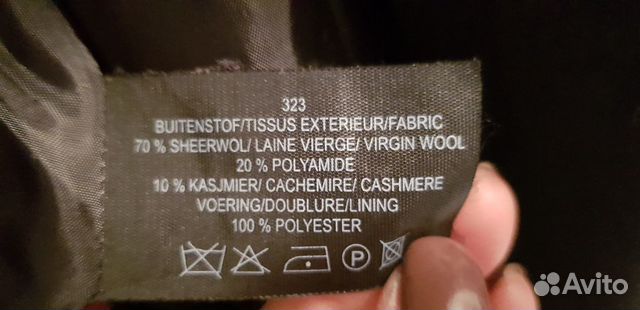 323
BUITENSTOF/TISSUS EXTERIEUR/FABRIC
70 % SHEERWOL/ LAINE VIERGE/ VIRGIN WOOL
20 % POLYAMIDE
10 % KASJMIER/ CACHEMIRE/ CASHMERE
VOERING/DOUBLURE/LINING
100 % POLYESTER
P
Avito